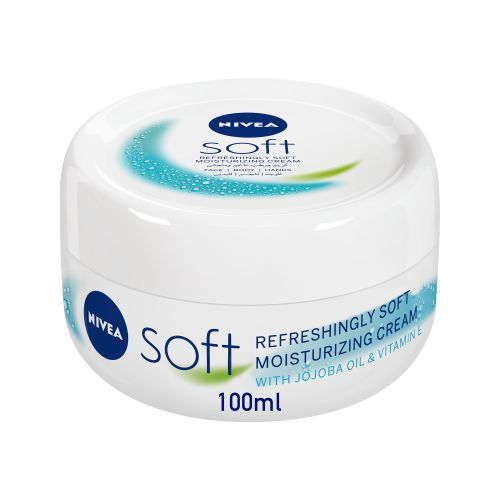 NIVEA
soft
REFRESHINGLY SOFT
MOISTURIZING CREAM
FACE | BODY | HANDS
NIVEA
soft
REFRESHINGLY SOFT
MOISTURIZING CREAM
WITH JOJOBA OIL & VITAMIN E
100ml